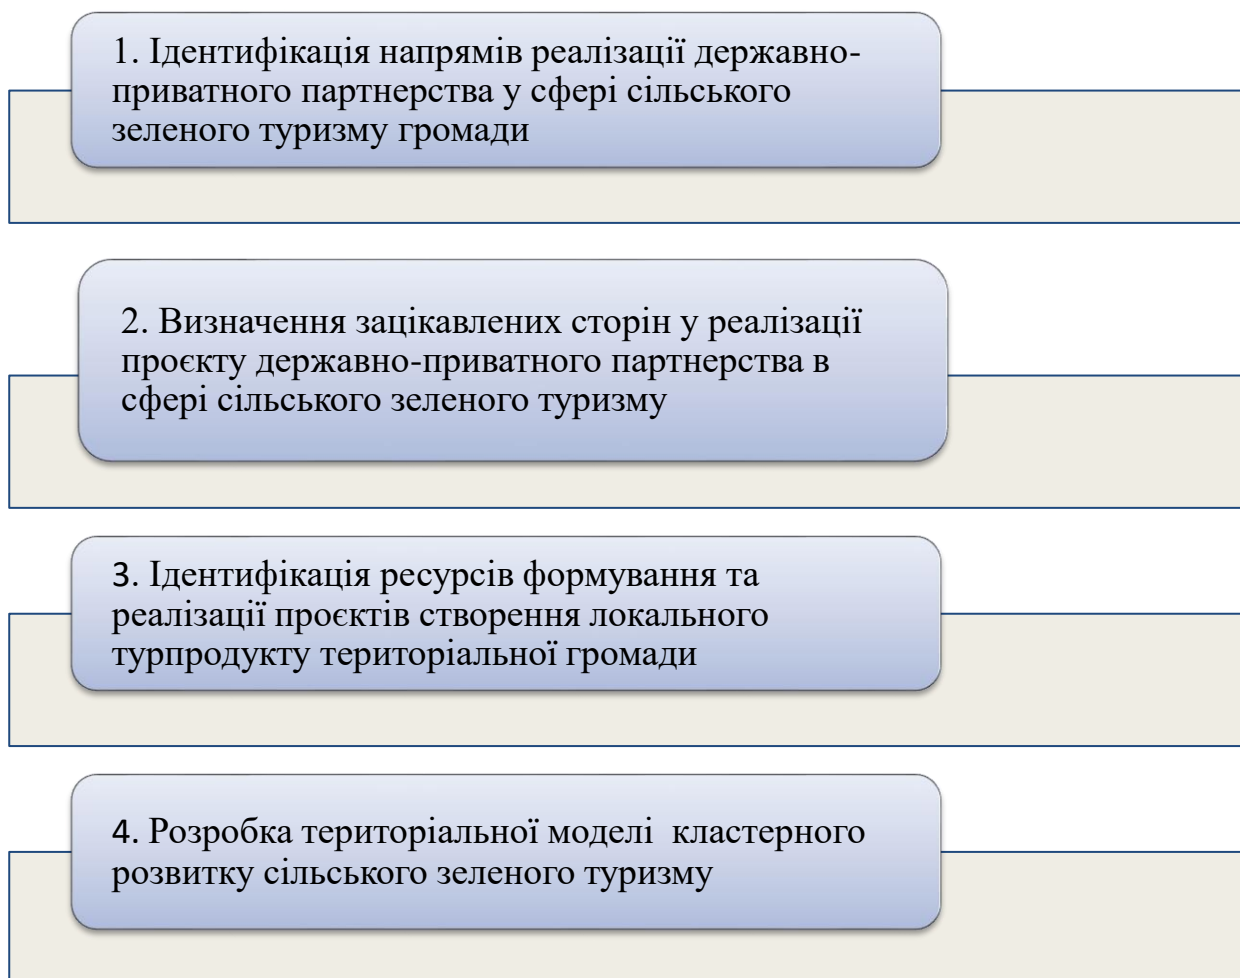 1. Ідентифікація напрямів реалізації державно-
приватного партнерства у сфері сільського
зеленого туризму громади
2. Визначення зацікавлених сторін у реалізації
проєкту державно-приватного партнерства в
сфері сільського зеленого туризму
3. Ідентифікація ресурсів формування та
реалізації проєктів створення локального
турпродукту територіальної громади
4. Розробка територіальної моделі  кластерного
розвитку сільського зеленого туризму